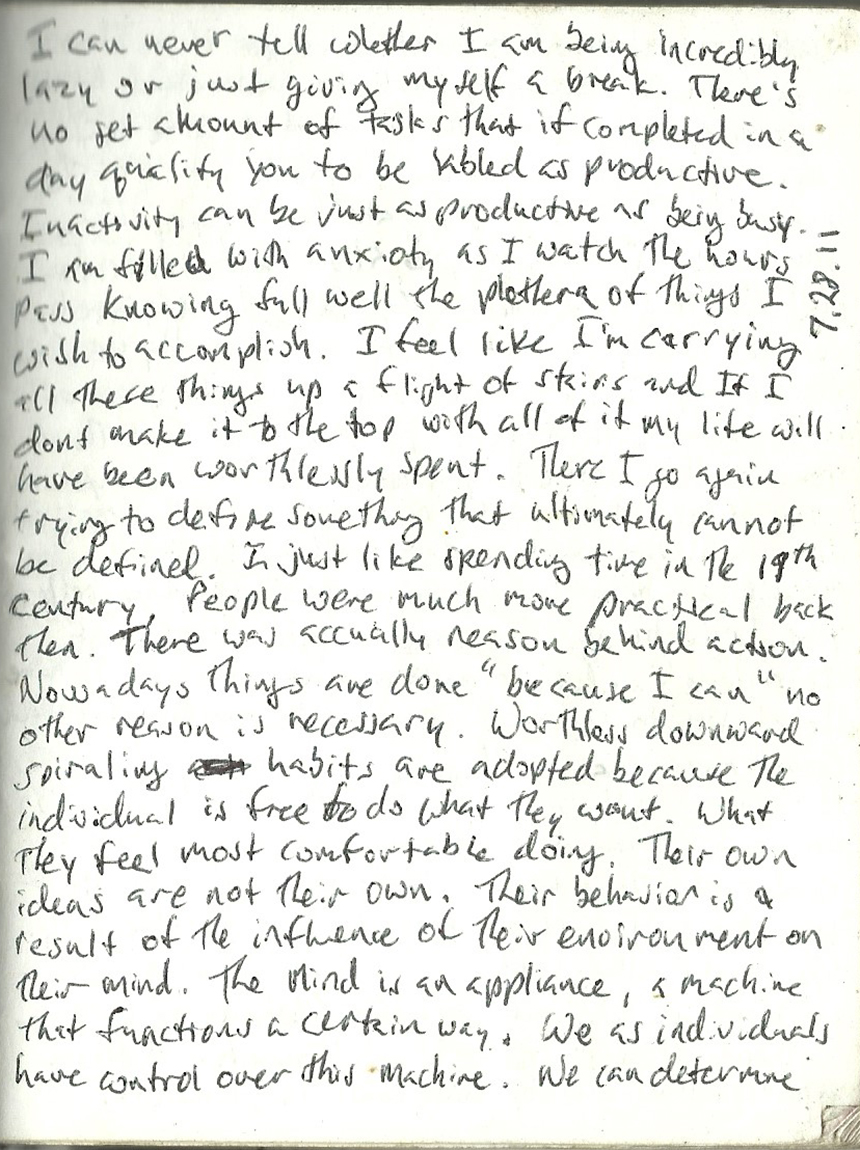 I can never tell whether I am being incredibly
lazy or just giving myself a break. There's
no set amount of tasks that if completed in a
day qualify you to be labled as productive.
Inactivity can be just as productive as being busy.
I am filled with anxiety as I watch the hours
pass knowing full well the plethera of things I
wish to accomplish. I feel like I'm carrying
all these things up a flight of stairs and If I
dont make it to the top with all of it my life will
have been worthlessly spent. There I go again
trying to define something that ultimately cannot
be defined. I just like spending time in the 19th
century. People were much more practical back
then. There was accually reason behind action.
Nowadays things are done "because I can" no
other reason is necessary. Worthless downward
spiraling habits are adopted because the
individual is free to do what they want. What
they feel most comfortable doing. Their own
ideas are not their own. Their behavior is a
result of the influence of their environment on
their mind. The Mind is an appliance, a machine
that functions a certain way. We as individuals
have control over this machine. We can determine
7.28.11